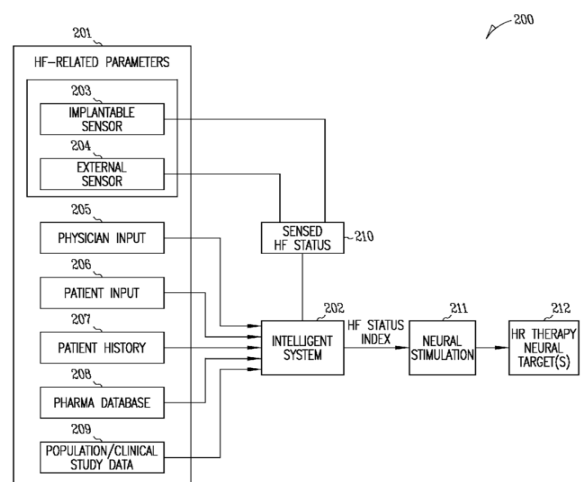 200
201
HF-RELATED PARAMETERS
203
IMPLANTABLE
SENSOR
204
EXTERNAL
SENSOR
205
PHYSICIAN INPUT
206
PATIENT INPUT
207
PATIENT HISTORY
208
PHARMA DATABASE
209
POPULATION/CLINICAL
STUDY DATA
SENSED
HF STATUS
210
202
INTELLIGENT
SYSTEM
HF STATUS
INDEX
211
NEURAL
STIMULATION
212
HR THERAPY
NEURAL
TARGET(S)